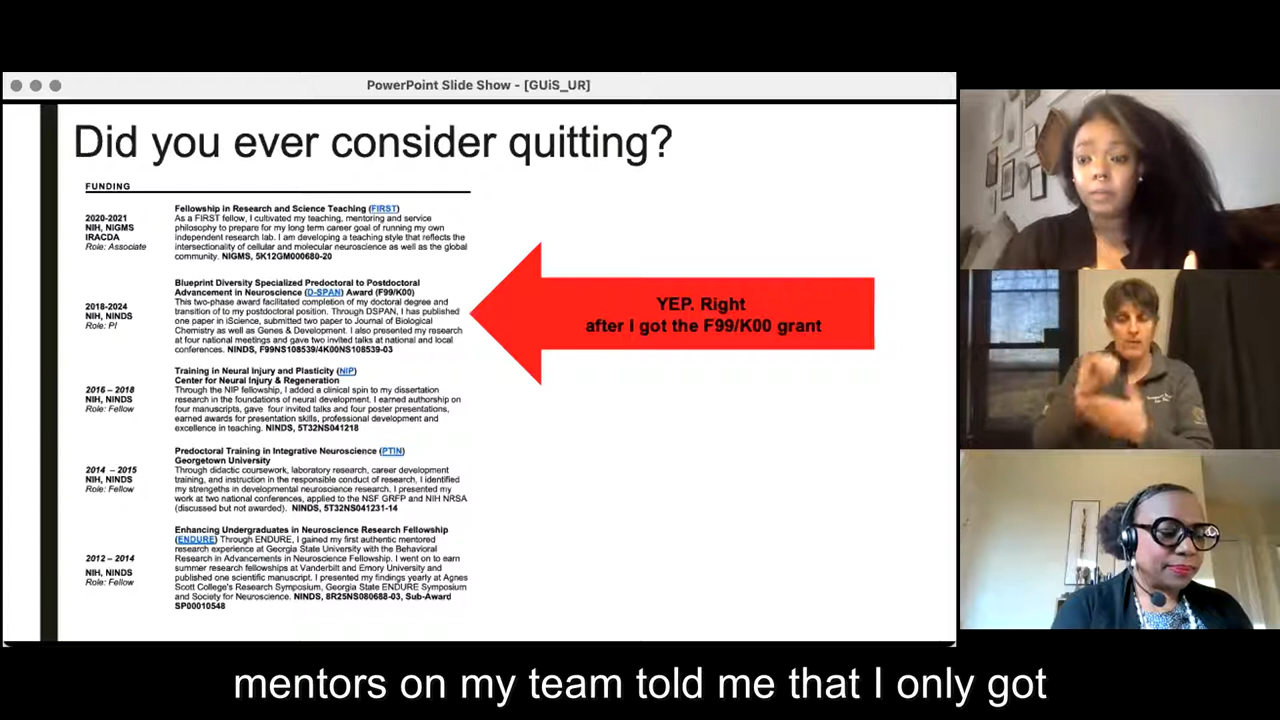 PowerPoint Slide Show - [GUiS_UR]
Did you ever consider quitting?
FUNDING
2020-2021
NIH, NIGMS
IRACDA
Role: Associate
Fellowship in Research and Science Teaching (FIRST)
As a FIRST fellow, I cultivated my teaching, mentoring and service
philosophy to prepare for my long term career goal of running my own
independent research lab. I am developing a teaching style that reflects the
intersectionality of cellular and molecular neuroscience as well as the global
community. NIGMS, 5K12GM000680-20
2018-2024
NIH, NINDS
Role: PI
Blueprint Diversity Specialized Predoctoral to Postdoctoral
Advancement in Neuroscience (D-SPAN) Award (F99/K00)
This two-phase award facilitated completion of my doctoral degree and
transition of to my postdoctoral position. Through DSPAN, I has published
one paper in iScience, submitted two paper to Journal of Biological
Chemistry as well as Genes & Development. I also presented my research
at four national meetings and gave two invited talks at national and local
conferences. NINDS, F99NS108539/4K00NS108539-03
2016 – 2018
NIH, NINDS
Role: Fellow
Training in Neural Injury and Plasticity (NIP)
Center for Neural Injury & Regeneration
Through the NIP fellowship, I added a clinical spin to my dissertation
research in the foundations of neural development. I earned authorship on
four manuscripts, gave four invited talks and four poster presentations,
earned awards for presentation skills, professional development and
excellence in teaching. NINDS, 5T32NS041218
2014 – 2015
NIH, NINDS
Role: Fellow
Predoctoral Training in Integrative Neuroscience (PTIN)
Georgetown University
Through didactic coursework, laboratory research, career development
training, and instruction in the responsible conduct of research, I identified
my strengths in developmental neuroscience research. I presented my
work at two national conferences, applied to the NSF GRFP and NIH NRSA
(discussed but not awarded). NINDS, 5T32NS041231-14
2012 – 2014
NIH, NINDS
Role: Fellow
Enhancing Undergraduates in Neuroscience Research Fellowship
(ENDURE) Through ENDURE, I gained my first authentic mentored
research experience at Georgia State University with the Behavioral
Research in Advancements in Neuroscience Fellowship. I went on to earn
summer research fellowships at Vanderbilt and Emory University and
published one scientific manuscript. I presented my findings yearly at Agnes
Scott College's Research Symposium, Georgia State ENDURE Symposium
and Society for Neuroscience. NINDS, 8R25NS080688-03, Sub-Award
SP00010548
YEP. Right
after I got the F99/K00 grant
mentors on my team told me that I only got